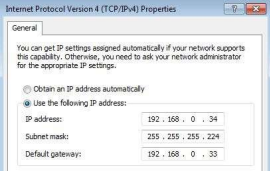 Internet Protocol Version 4 (TCP/IPv4) Properties
General
You can get IP settings assigned automatically if your network supports
this capability. Otherwise, you need to ask your network administrator
for the appropriate IP settings.
Obtain an IP address automatically
Use the following IP address:
IP address: 192 . 168 . 0 . 34
Subnet mask: 255 . 255 . 255 . 224
Default gateway: 192 . 168 . 0 . 33